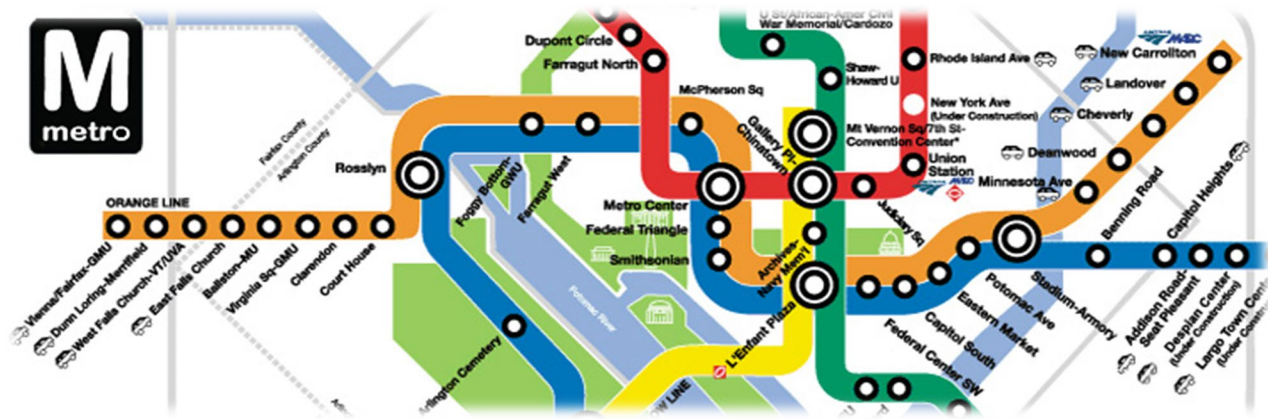 M
metro
U St/African-Amer Civil
War Memorial/Cardozo
Dupont Circle
Farragut North
Shaw-
Howard U
Rhode Island Ave
New Carrollton
Landover
Cheverly
McPherson Sq
Gallery Pl-
Chinatown
New York Ave
(Under Construction)
Mt Vernon Sq/7th St-
Convention Center*
Union
Station
Deanwood
Minnesota Ave
Fairfax County
Arlington County
Rosslyn
Foggy Bottom-
GWU
Farragut West
Metro Center
Judiciary Sq
Benning Road
Capitol Heights
ORANGE LINE
Federal Triangle
Smithsonian
Archives-
Navy Mem'l
Vienna/Fairfax-GMU
Dunn Loring-Merrifield
West Falls Church-VT/UVA
East Falls Church
Ballston-MU
Virginia Sq-GMU
Clarendon
Court House
Potomac River
Arlington Cemetery
L'Enfant Plaza
Federal Center SW
Capitol South
Eastern Market
Potomac Ave
Stadium-Armory
Addison Road-
Seat Pleasant
Desplan Center
(Under Construction)
Largo Town Cent
(Under Constru
OW LINE